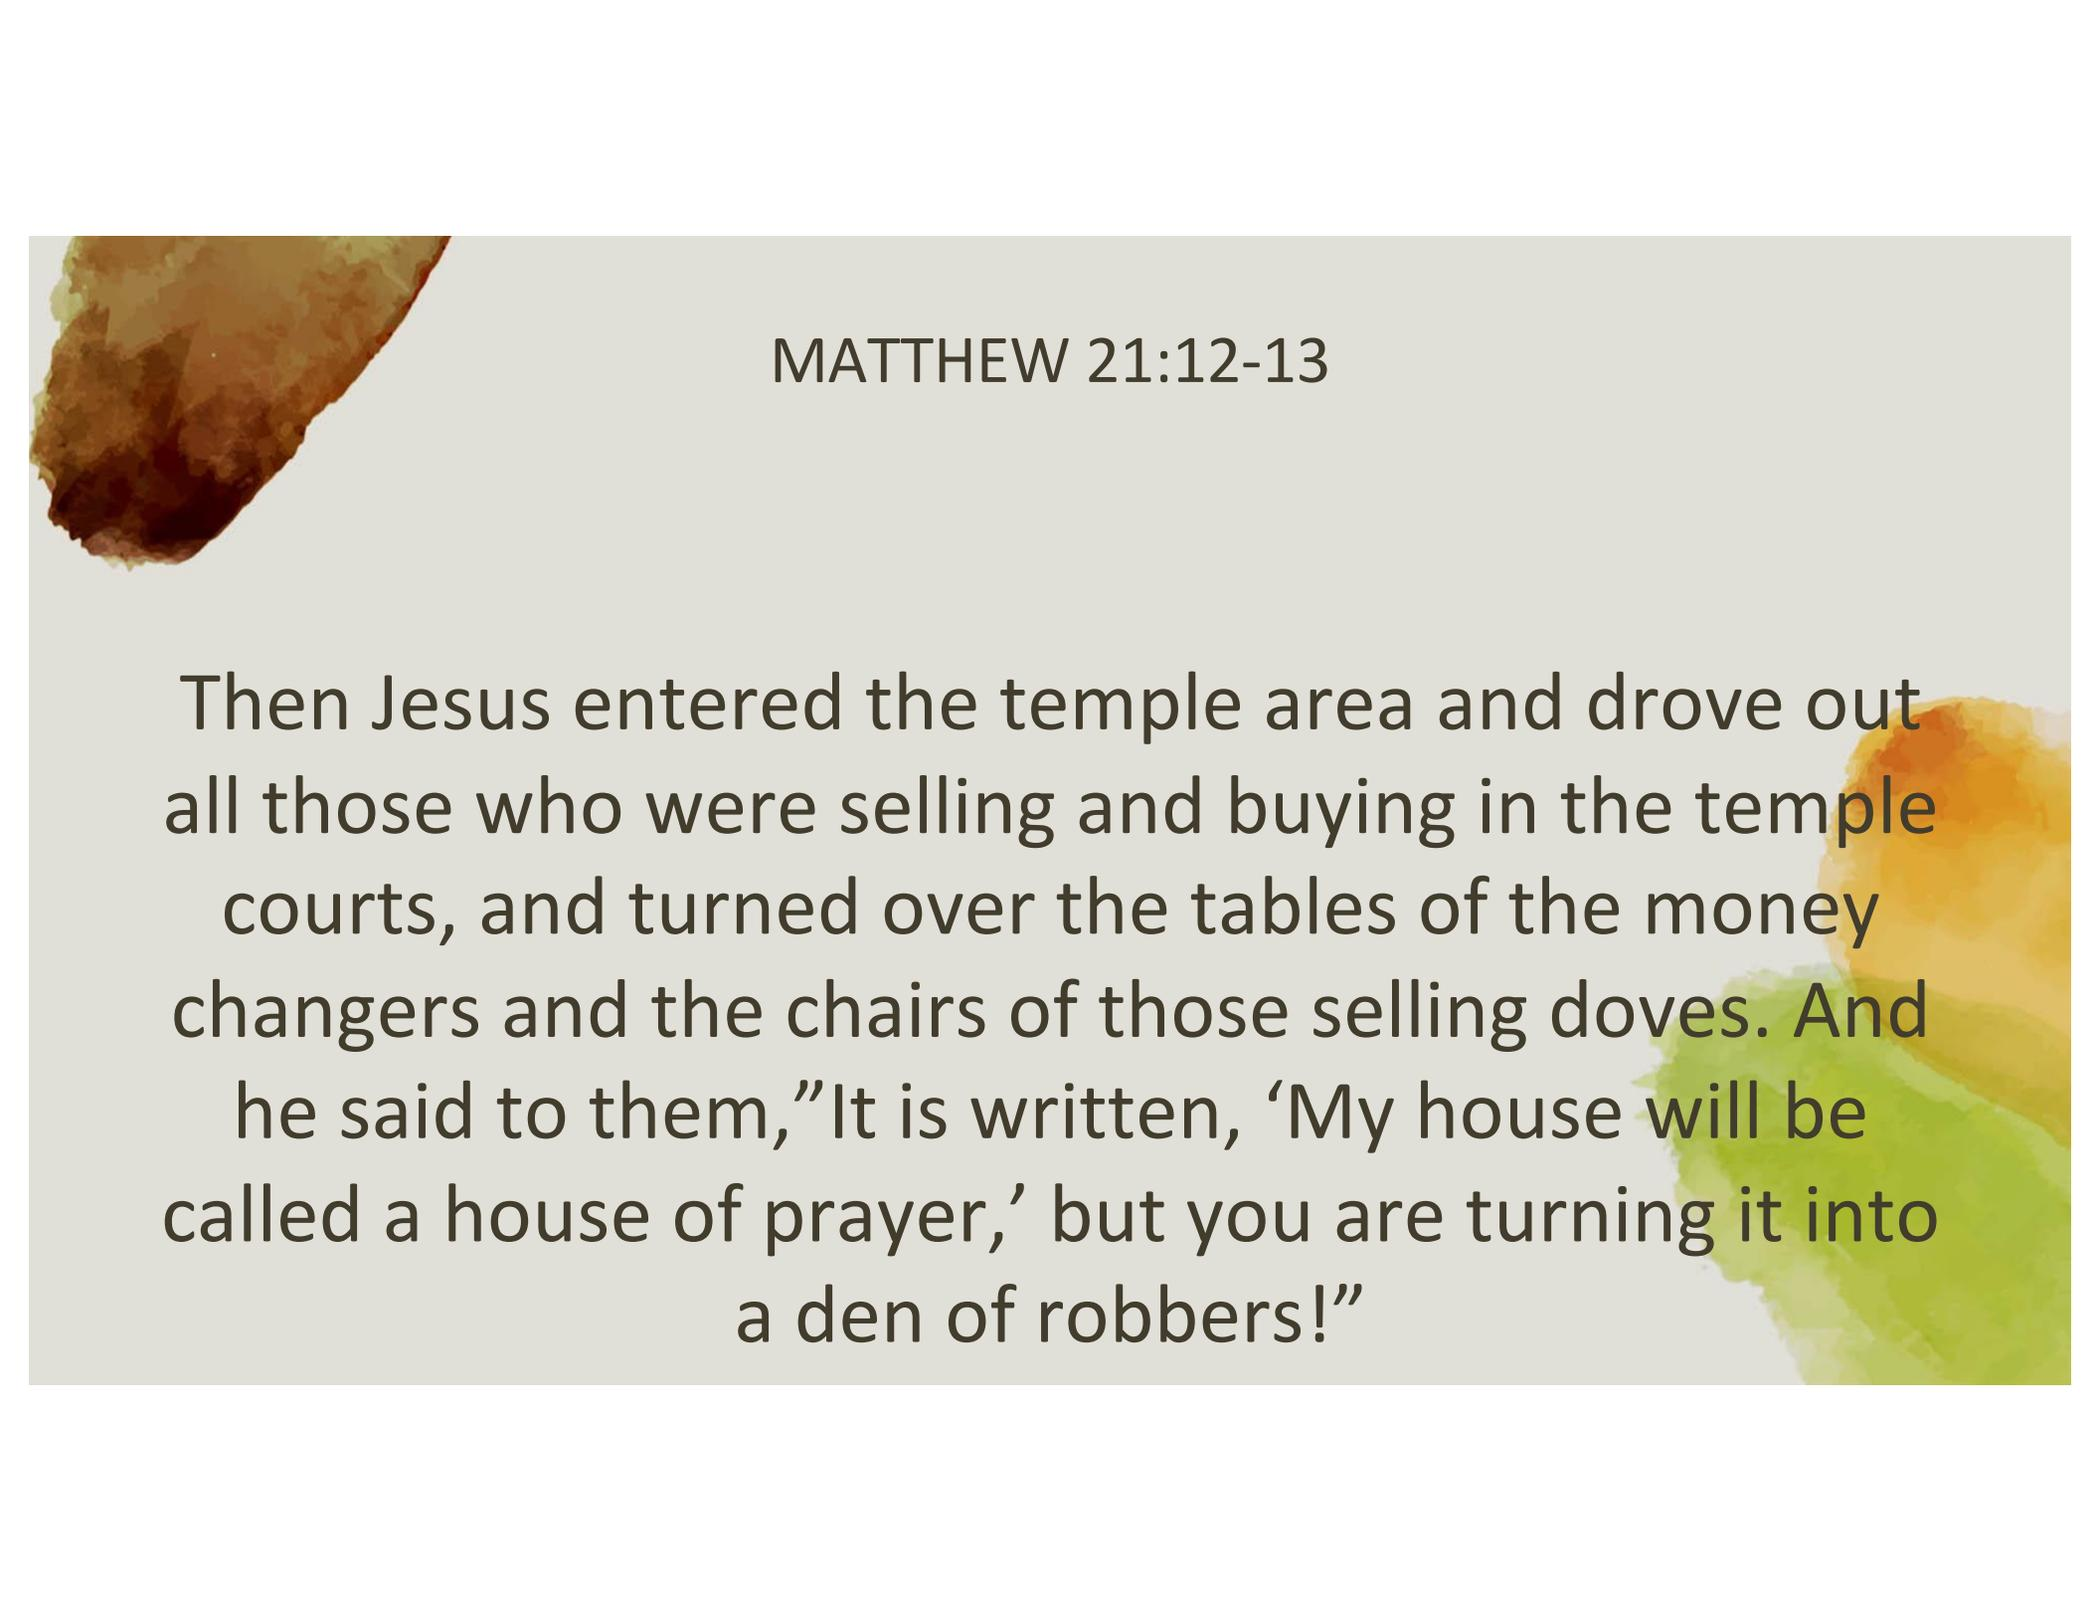 MATTHEW 21:12-13
Then Jesus entered the temple area and drove out
all those who were selling and buying in the temple
courts, and turned over the tables of the money
changers and the chairs of those selling doves. And
he said to them,”It is written, ‘My house will be
called a house of prayer,’ but you are turning it into
a den of robbers!”